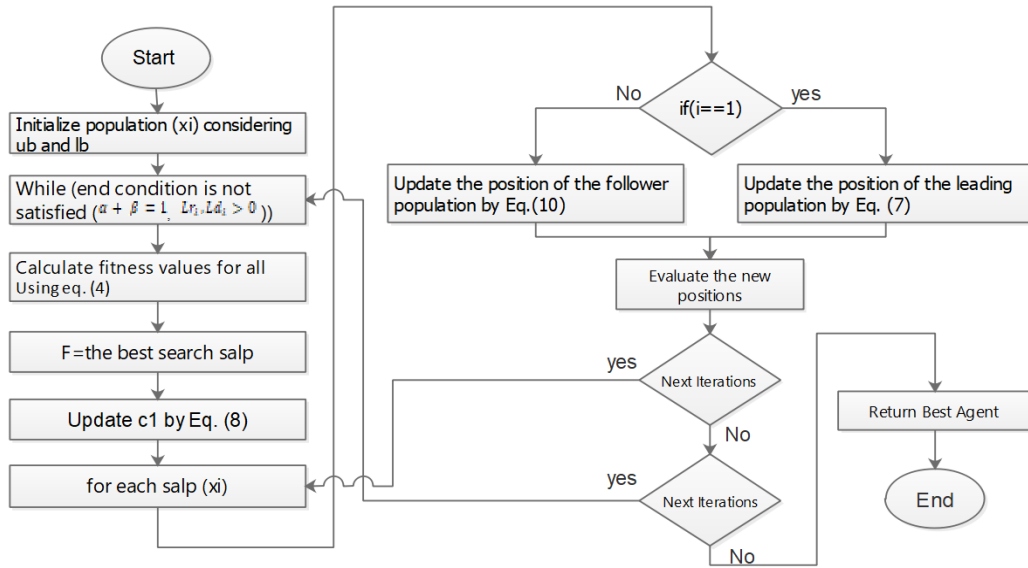 Start
Initialize population (xi) considering
ub and lb
While (end condition is not
satisfied (α + β = 1, Lr_i, Ld_i > 0 ))
Calculate fitness values for all
Using eq. (4)
F=the best search salp
Update c1 by Eq. (8)
for each salp (xi)
if(i==1)
No
yes
Update the position of the follower
population by Eq.(10)
Update the position of the leading
population by Eq. (7)
Evaluate the new
positions
Next Iterations
yes
No
Next Iterations
yes
No
Return Best Agent
End